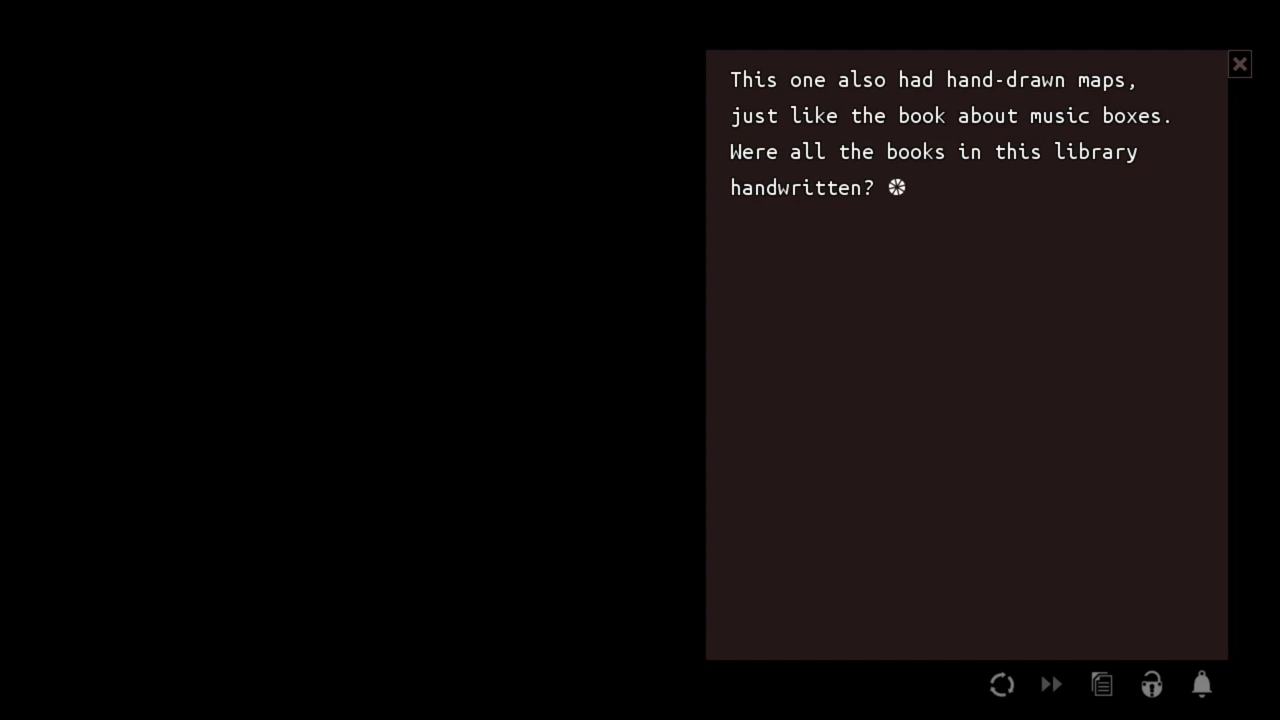 This one also had hand-drawn maps,
just like the book about music boxes.
Were all the books in this library
handwritten?